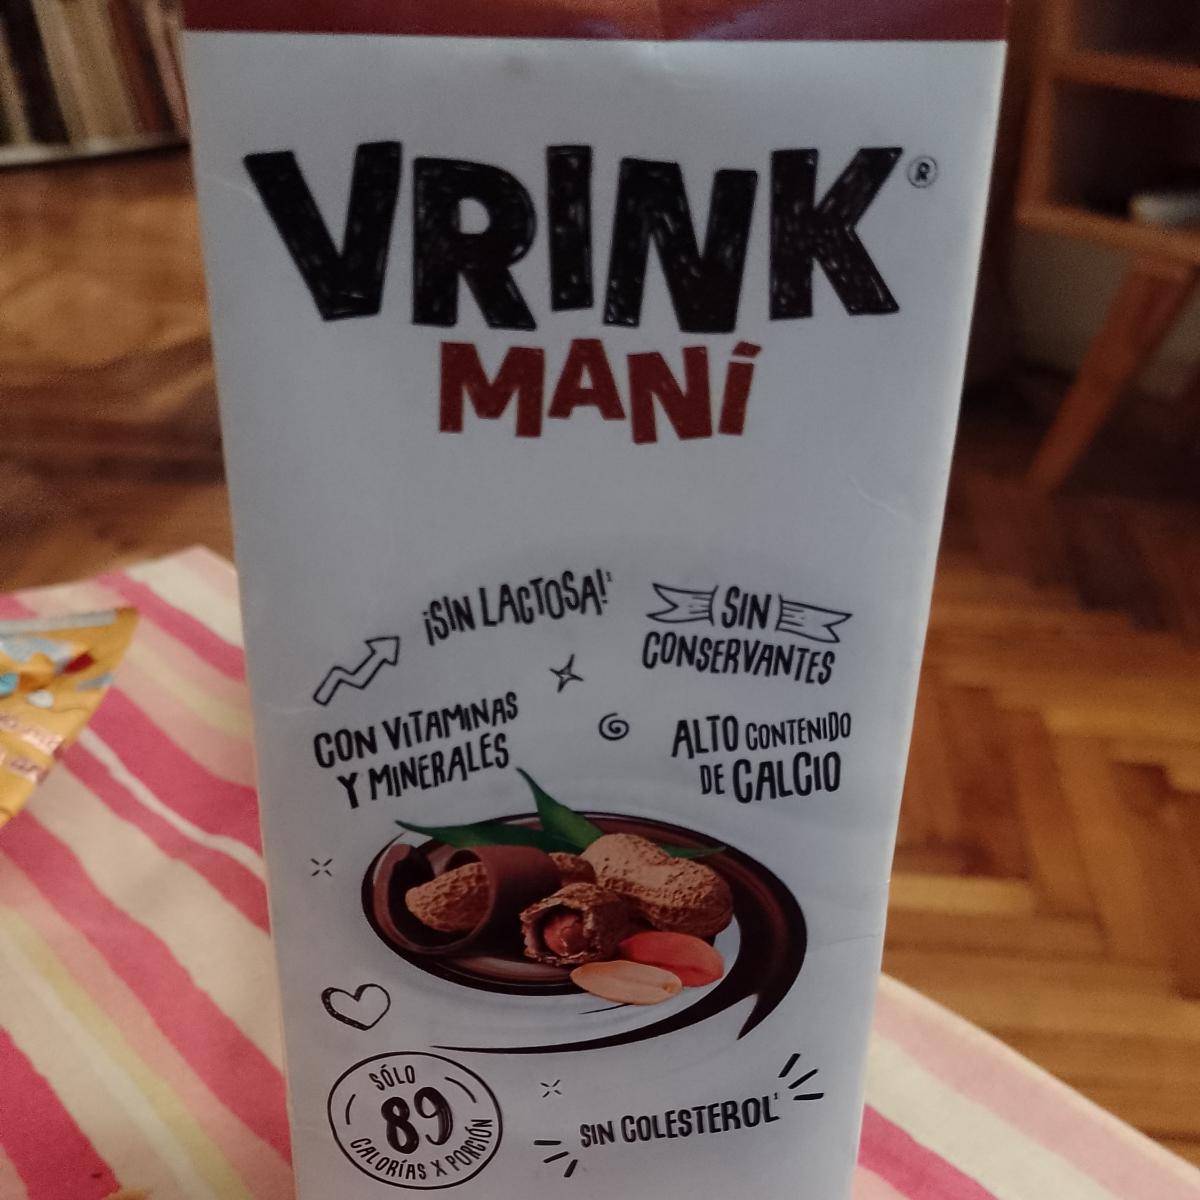 VRINK®
MANÍ
¡SIN LACTOSA!¹
SIN
CONSERVANTES
CON VITAMINAS
Y MINERALES
ALTO CONTENIDO
DE CALCIO
SÓLO
89
CALORÍAS X PORCIÓN
SIN COLESTEROL¹